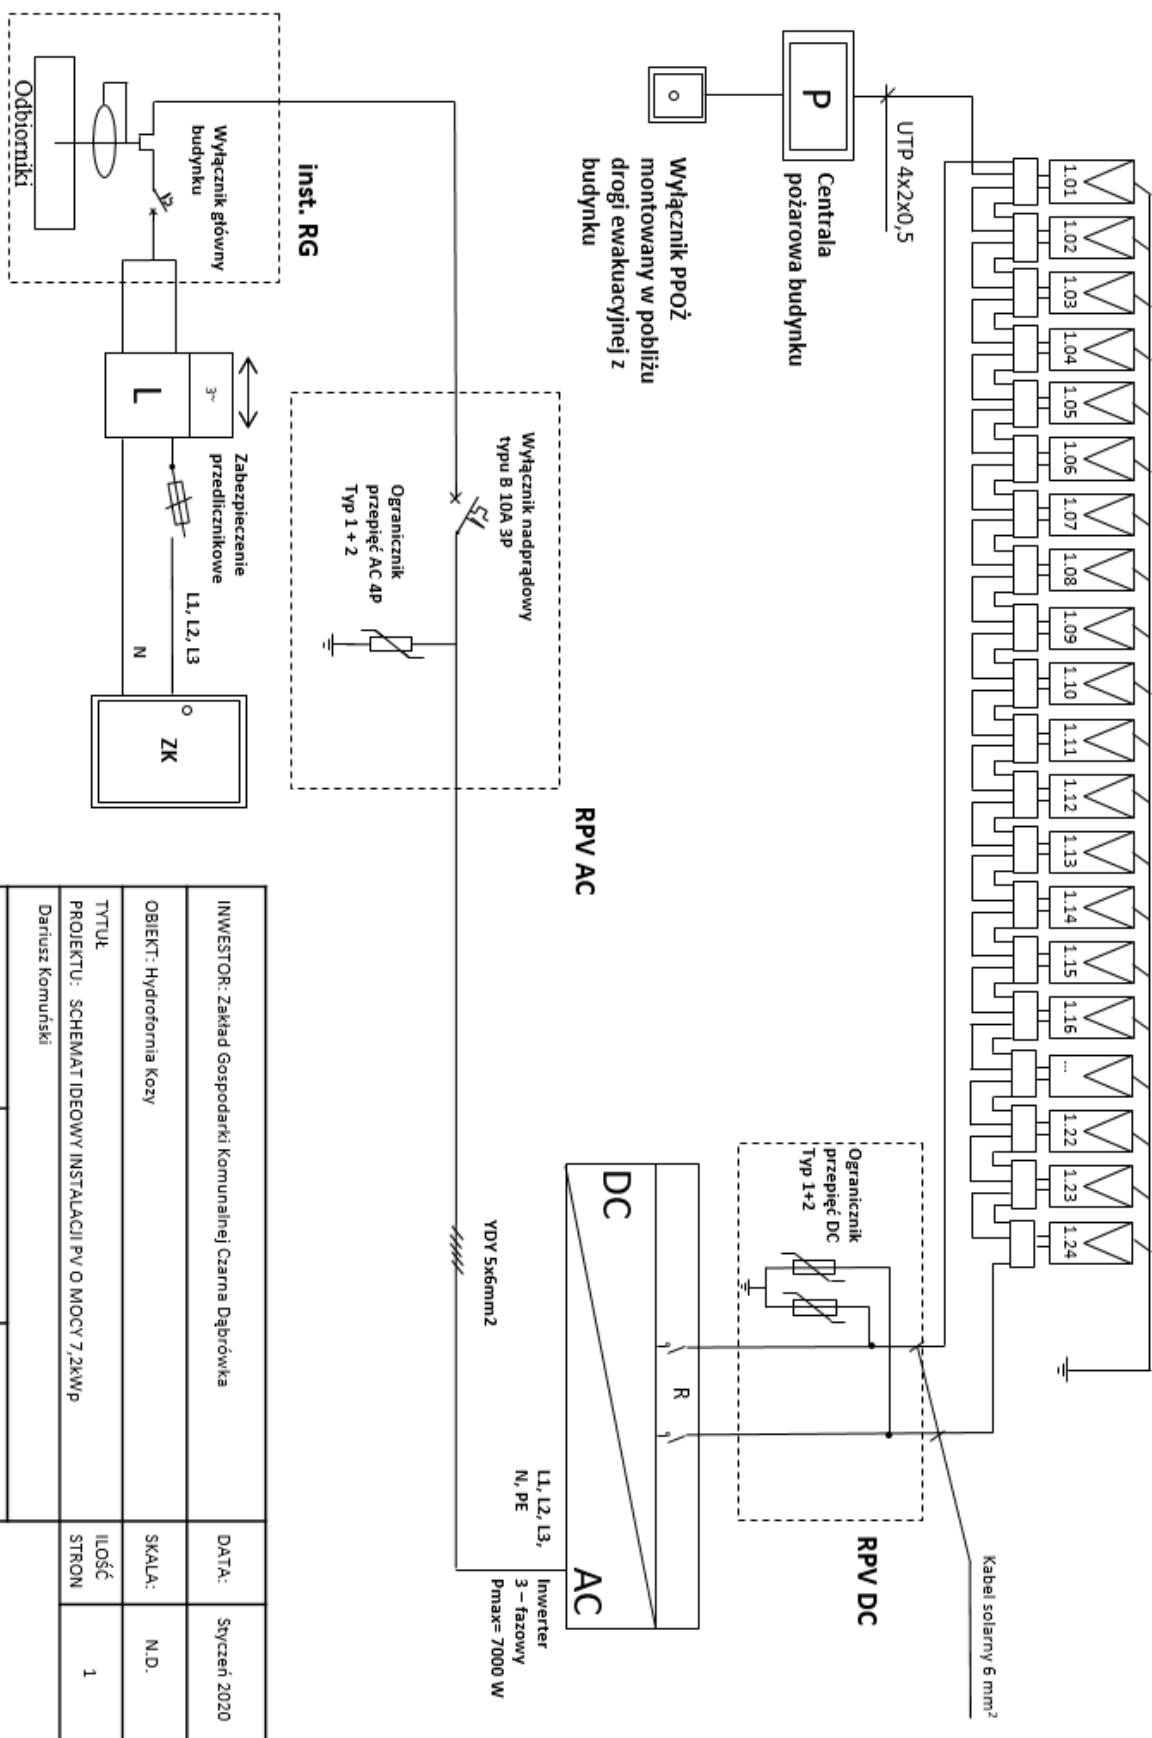 1.01
1.02
1.03
1.04
1.05
1.06
1.07
1.08
1.09
1.10
1.11
1.12
1.13
1.14
1.15
1.16
...
1.22
1.23
1.24
UTP 4x2x0,5
P
Centrala
pożarowa budynku
Wyłącznik PPOŻ
montowany w pobliżu
drogi ewakuacyjnej z
budynku
Kabel solarny 6 mm²
RPV DC
Ogranicznik
przepięć DC
Typ 1+2
R
DC
AC
L1, L2, L3,
N, PE
Inwerter
3 – fazowy
Pmax= 7000 W
YDY 5x6mm2
RPV AC
Wyłącznik nadprądowy
typu B 10A 3P
Ogranicznik
przepięć AC 4P
Typ 1 + 2
inst. RG
Wyłącznik główny
budynku
Odbiorniki
3~
L
Zabezpieczenie
przedlicznikowe
L1, L2, L3
N
ZK
INWESTOR: Zakład Gospodarki Komunalnej Czarna Dąbrówka
DATA:
Styczeń 2020
OBIEKT: Hydrofornia Kozy
SKALA:
N.D.
TYTUŁ
PROJEKTU: SCHEMAT IDEOWY INSTALACJI PV O MOCY 7,2kWp
ILOŚĆ
STRON
1
Dariusz Komuński